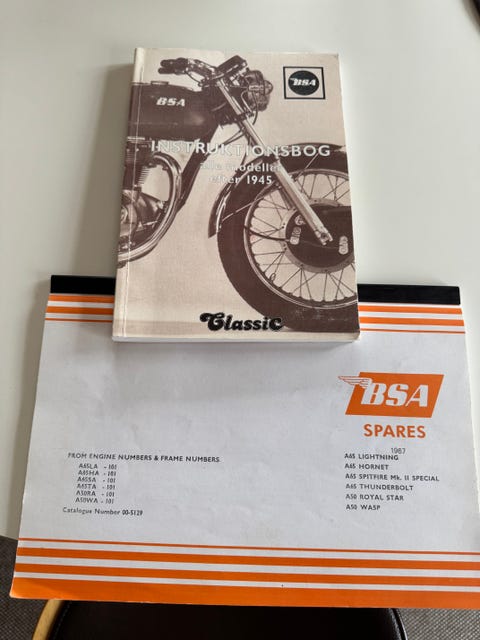 BSA
BSA
INSTRUKTIONSBOG
alle modeller
efter 1945
Classic
BSA
SPARES
1967
FROM ENGINE NUMBERS & FRAME NUMBERS
A65LA - 101
A65HA - 101
A65SA - 101
A65TA - 101
A50RA - 101
A50WA - 101
Catalogue Number 00-5129
A65 LIGHTNING
A65 HORNET
A65 SPITFIRE Mk. II SPECIAL
A65 THUNDERBOLT
A50 ROYAL STAR
A50 WASP